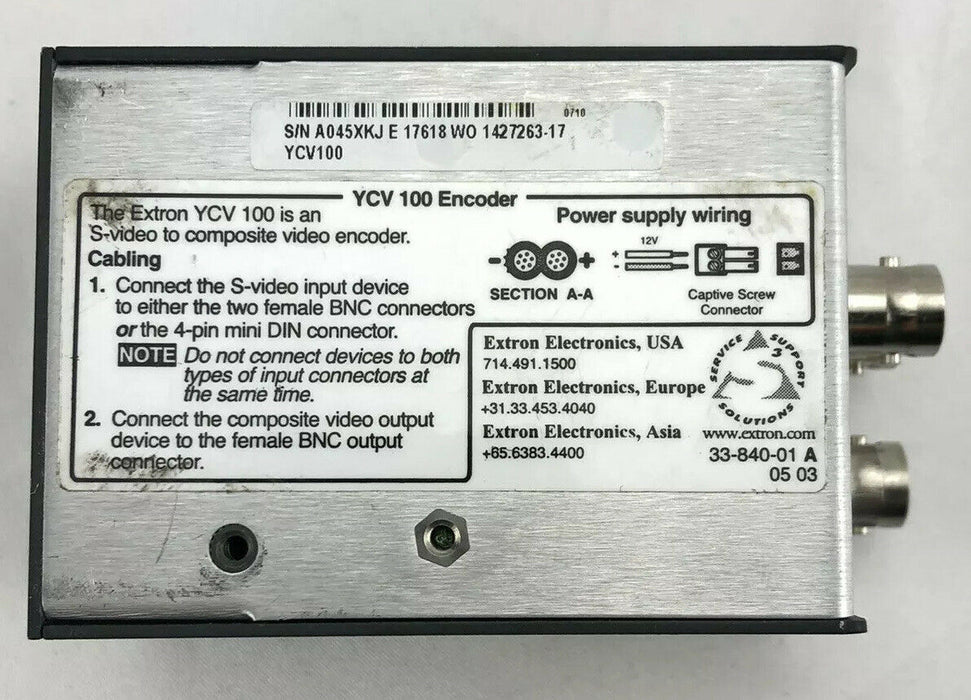 0710
S/N A045XKJ E 17618 WO 1427263-17
YCV100
YCV 100 Encoder
The Extron YCV 100 is an
S-video to composite video encoder.
Cabling
1. Connect the S-video input device
to either the two female BNC connectors
or the 4-pin mini DIN connector.
NOTE Do not connect devices to both
types of input connectors at
the same time.
2. Connect the composite video output
device to the female BNC output
connector.
Power supply wiring
- +
SECTION A-A
12V
+
-
Captive Screw
Connector
Extron Electronics, USA
714.491.1500
Extron Electronics, Europe
+31.33.453.4040
Extron Electronics, Asia
+65.6383.4400
SERVICE SUPPORT SOLUTIONS
3
www.extron.com
33-840-01 A
05 03